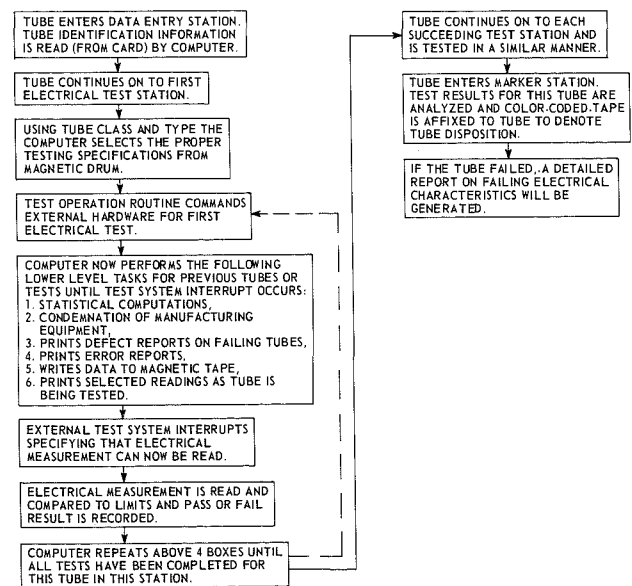 TUBE ENTERS DATA ENTRY STATION.
TUBE IDENTIFICATION INFORMATION
IS READ (FROM CARD) BY COMPUTER.
TUBE CONTINUES ON TO FIRST
ELECTRICAL TEST STATION.
USING TUBE CLASS AND TYPE THE
COMPUTER SELECTS THE PROPER
TESTING SPECIFICATIONS FROM
MAGNETIC DRUM.
TEST OPERATION ROUTINE COMMANDS
EXTERNAL HARDWARE FOR FIRST
ELECTRICAL TEST.
COMPUTER NOW PERFORMS THE FOLLOWING
LOWER LEVEL TASKS FOR PREVIOUS TUBES OR
TESTS UNTIL TEST SYSTEM INTERRUPT OCCURS:
1. STATISTICAL COMPUTATIONS,
2. CONDEMNATION OF MANUFACTURING
EQUIPMENT,
3. PRINTS DEFECT REPORTS ON FAILING TUBES,
4. PRINTS ERROR REPORTS,
5. WRITES DATA TO MAGNETIC TAPE,
6. PRINTS SELECTED READINGS AS TUBE IS
BEING TESTED.
EXTERNAL TEST SYSTEM INTERRUPTS
SPECIFYING THAT ELECTRICAL
MEASUREMENT CAN NOW BE READ.
ELECTRICAL MEASUREMENT IS READ AND
COMPARED TO LIMITS AND PASS OR FAIL
RESULT IS RECORDED.
COMPUTER REPEATS ABOVE 4 BOXES UNTIL
ALL TESTS HAVE BEEN COMPLETED FOR
THIS TUBE IN THIS STATION.
TUBE CONTINUES ON TO EACH
SUCCEEDING TEST STATION AND
IS TESTED IN A SIMILAR MANNER.
TUBE ENTERS MARKER STATION.
TEST RESULTS FOR THIS TUBE ARE
ANALYZED AND COLOR.CODED.TAPE
IS AFFIXED TO TUBE TO DENOTE
TUBE DISPOSITION.
IF THE TUBE FAILED,.A DETAILED
REPORT ON FAILING ELECTRICAL
CHARACTERISTICS WILL BE
GENERATED.